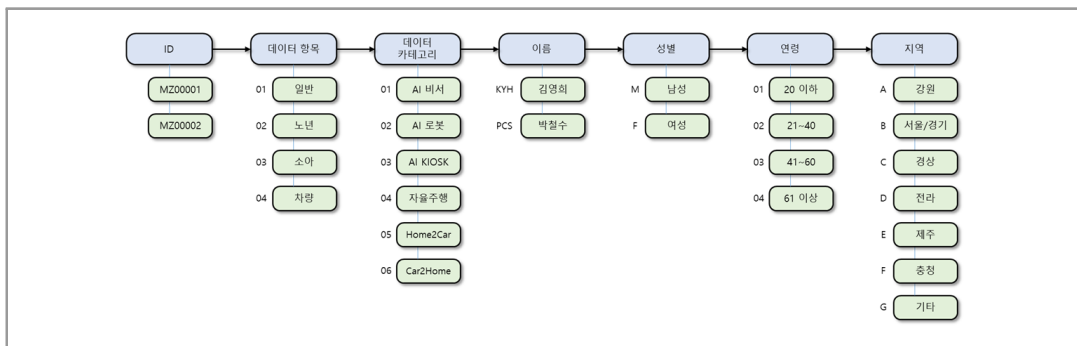 ID
데이터 항목
데이터
카테고리
이름
성별
연령
지역
MZ00001
01 일반
01 AI 비서
KYH 김영희
M 남성
01 20 이하
A 강원
MZ00002
02 노년
02 AI 로봇
PCS 박철수
F 여성
02 21~40
B 서울/경기
03 소아
03 AI KIOSK
03 41~60
C 경상
04 차량
04 자율주행
04 61 이상
D 전라
05 Home2Car
E 제주
06 Car2Home
F 충청
G 기타